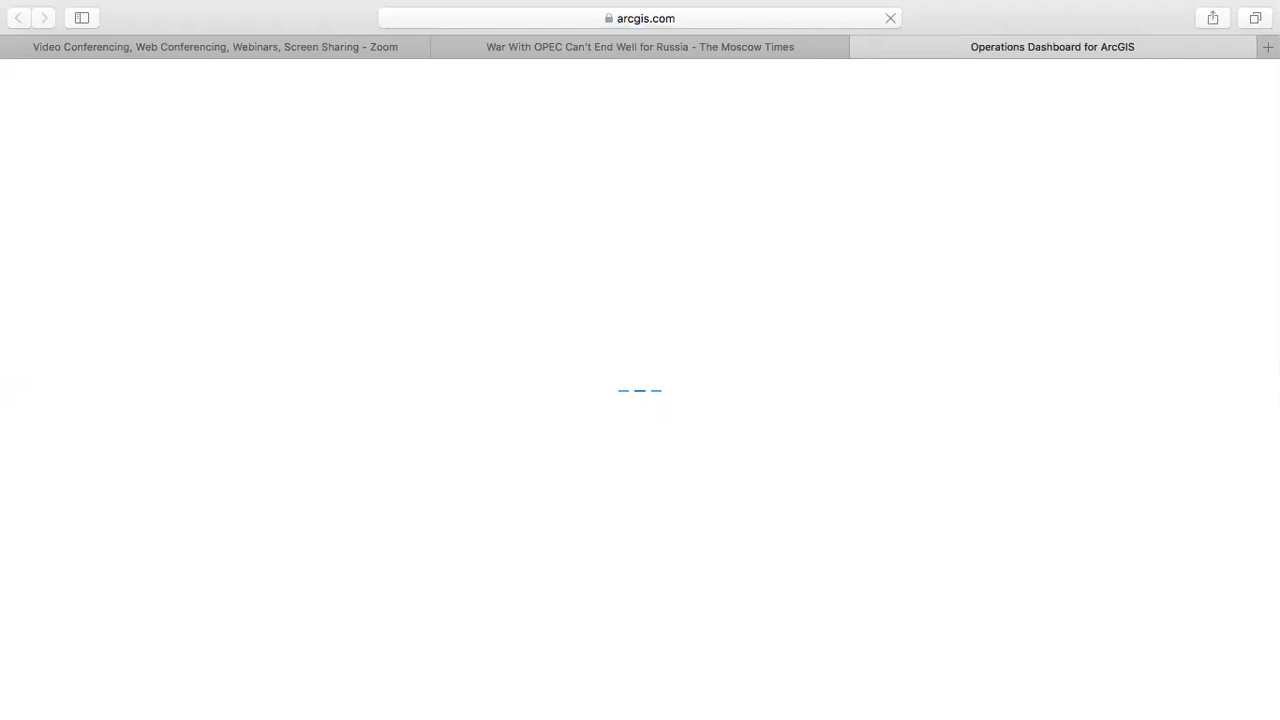 arcgis.com
Video Conferencing, Web Conferencing, Webinars, Screen Sharing - Zoom
War With OPEC Can't End Well for Russia - The Moscow Times
Operations Dashboard for ArcGIS